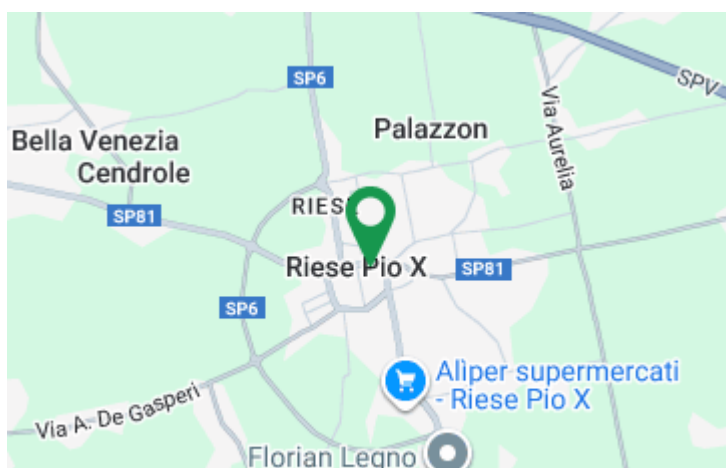 SP6
SPV
Via Aurelia
Palazzon
Bella Venezia
Cendrole
RIESE
SP81
Riese Pio X
SP81
SP6
Alìper supermercati
- Riese Pio X
Via A. De Gasperi
Florian Legno